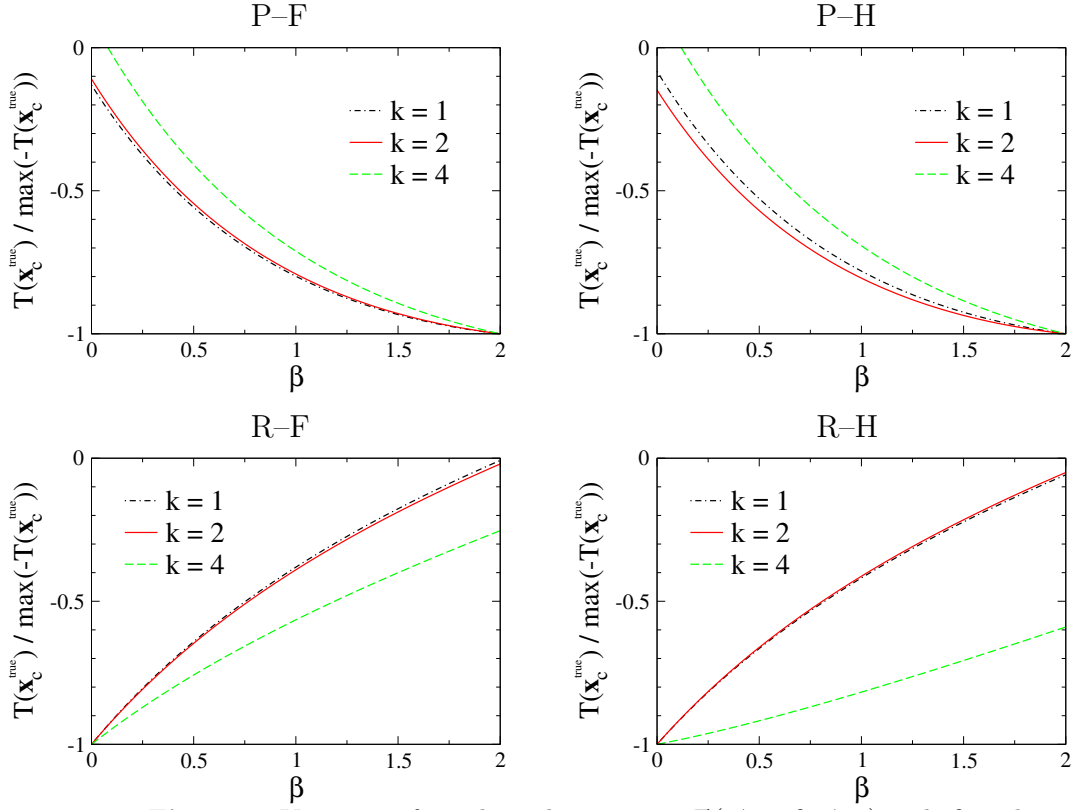 P–F
T(x_c^true) / max(-T(x_c^true))
0
-0.5
-1
k = 1
k = 2
k = 4
0 0.5 1 1.5 2
β
P–H
T(x_c^true) / max(-T(x_c^true))
0
-0.5
-1
k = 1
k = 2
k = 4
0 0.5 1 1.5 2
β
R–F
T(x_c^true) / max(-T(x_c^true))
0
-0.5
-1
k = 1
k = 2
k = 4
0 0.5 1 1.5 2
β
R–H
T(x_c^true) / max(-T(x_c^true))
0
-0.5
-1
k = 1
k = 2
k = 4
0 0.5 1 1.5 2
β